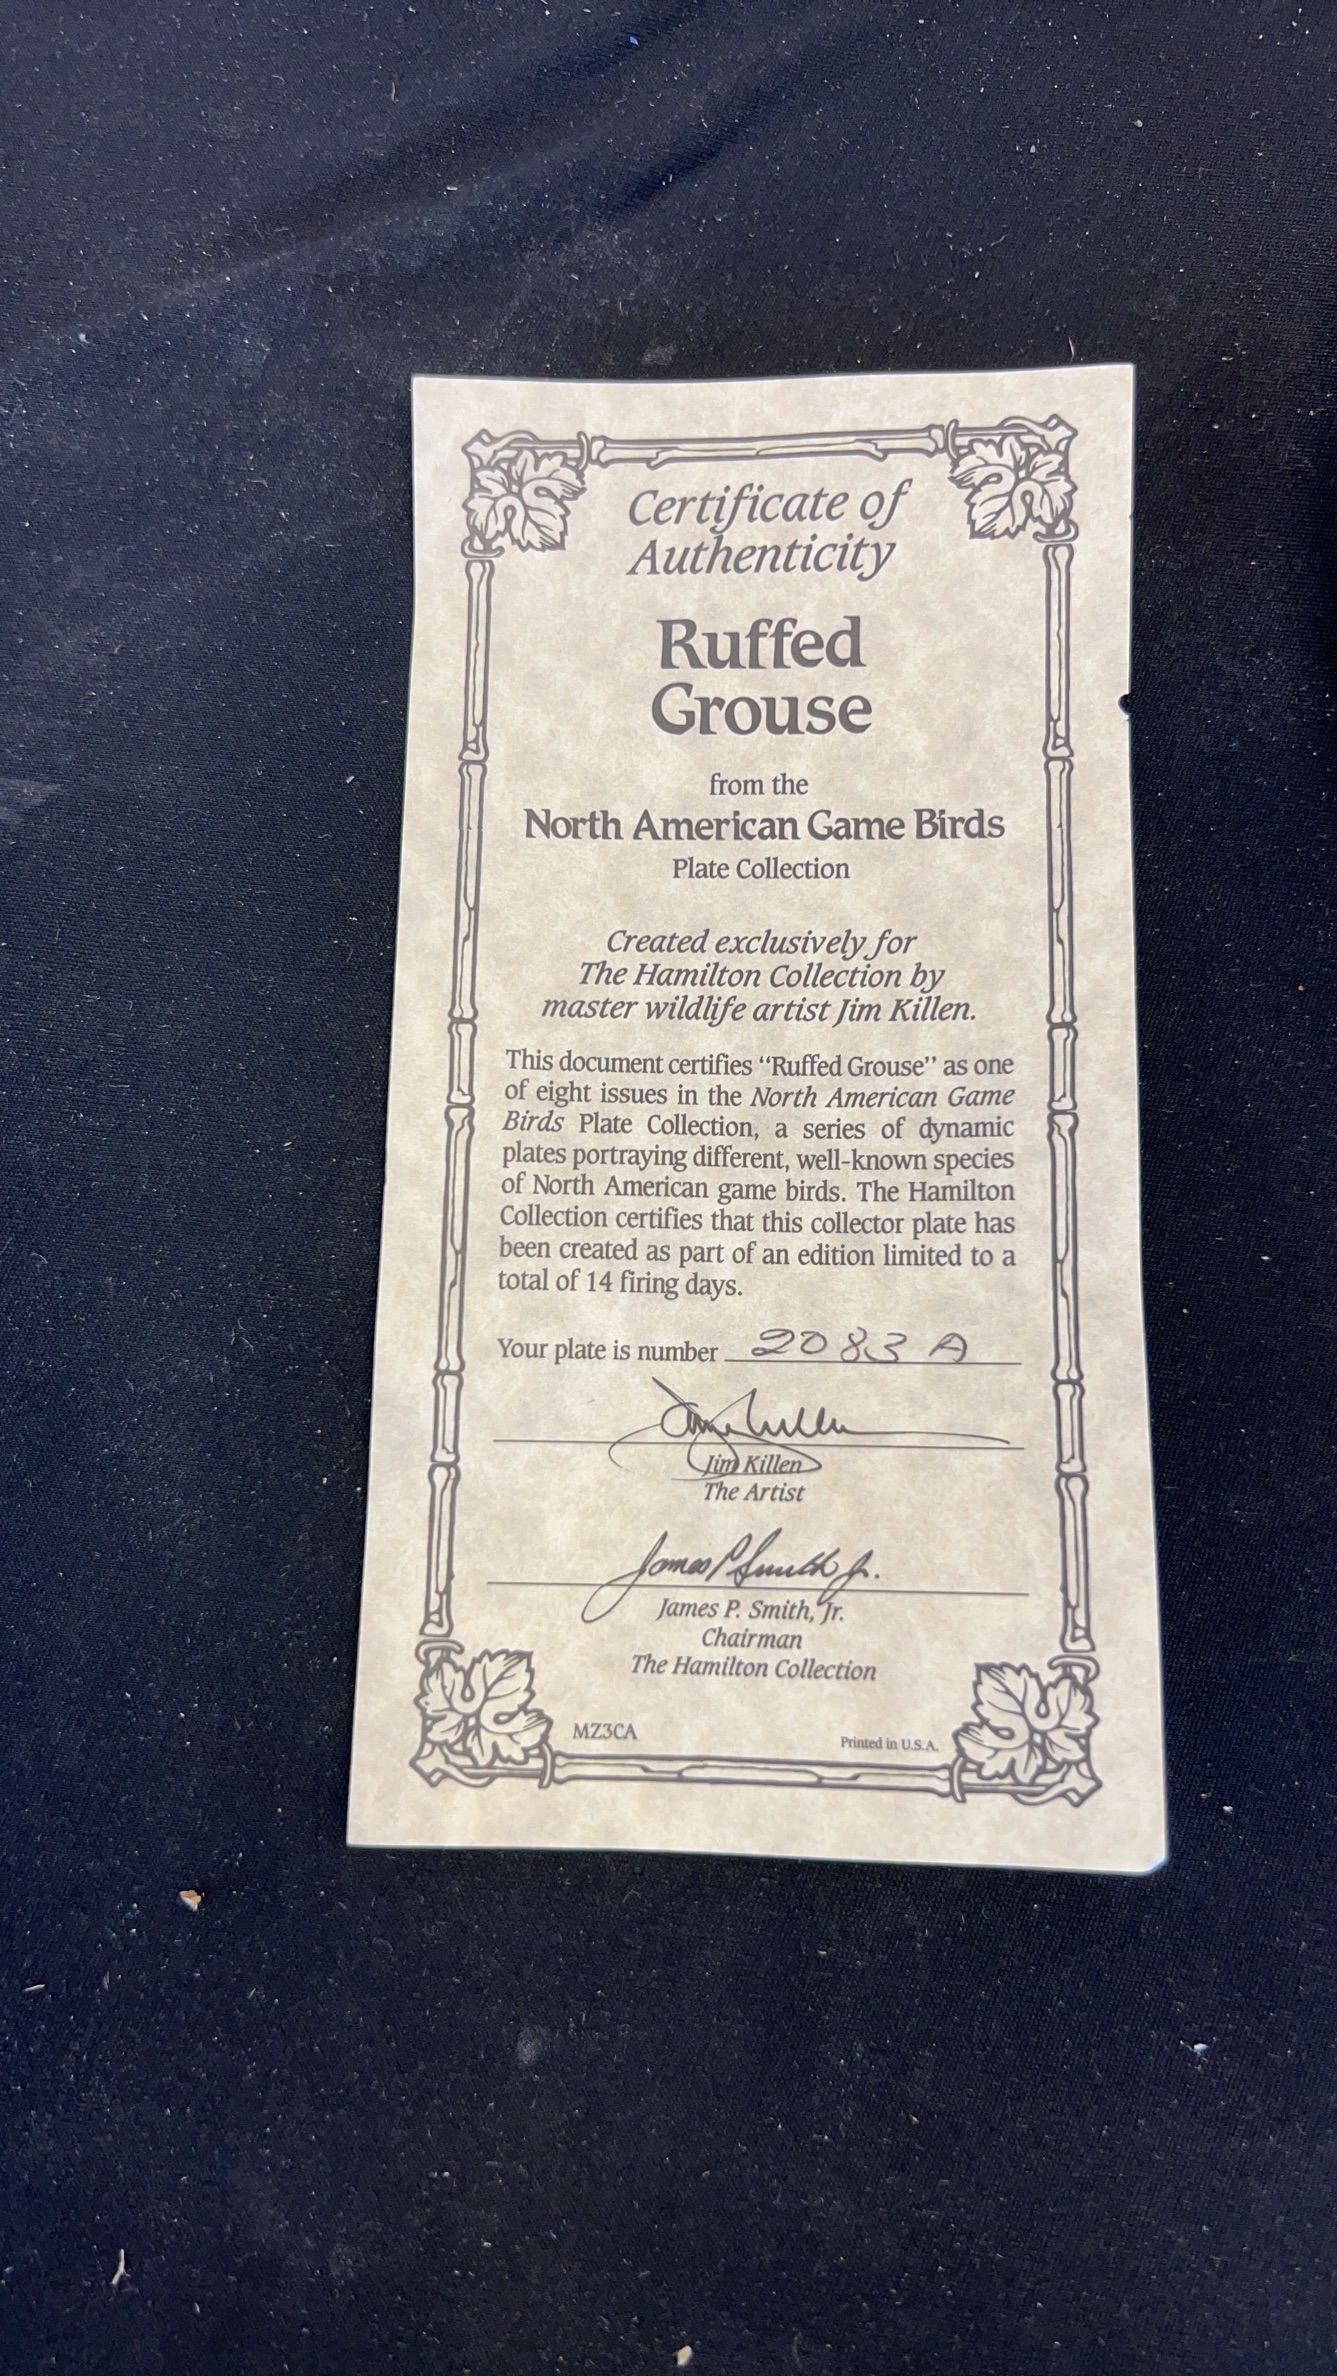 Certificate of
Authenticity
Ruffed
Grouse
from the
North American Game Birds
Plate Collection
Created exclusively for
The Hamilton Collection by
master wildlife artist Jim Killen.
This document certifies “Ruffed Grouse” as one
of eight issues in the North American Game
Birds Plate Collection, a series of dynamic
plates portraying different, well-known species
of North American game birds. The Hamilton
Collection certifies that this collector plate has
been created as part of an edition limited to a
total of 14 firing days.
Your plate is number 2083 A
Jim Killen
Jim Killen
The Artist
James P Smith Jr.
James P. Smith, Jr.
Chairman
The Hamilton Collection
MZ3CA Printed in U.S.A.